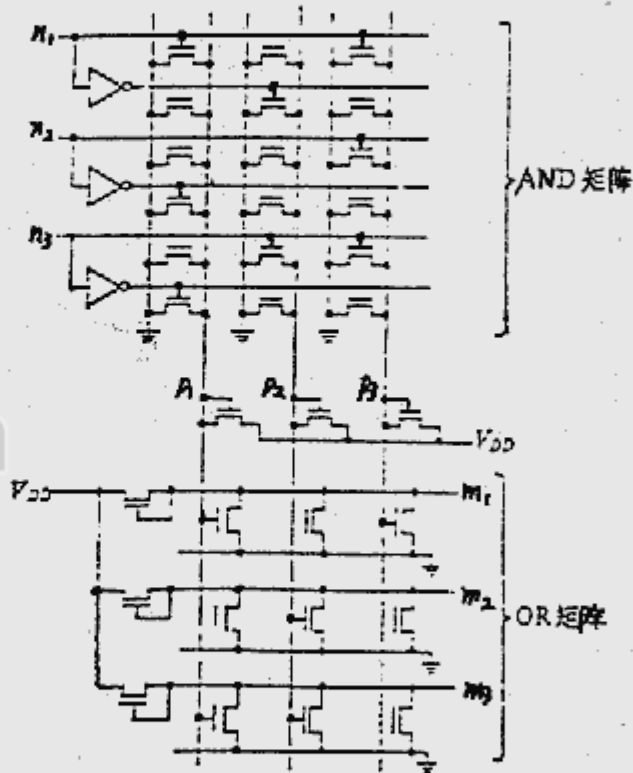 n₁
n₂
AND 矩阵
n₃
p₁ p₂ p₃
V_DD
V_DD
m₁
m₂
OR 矩阵
m₃